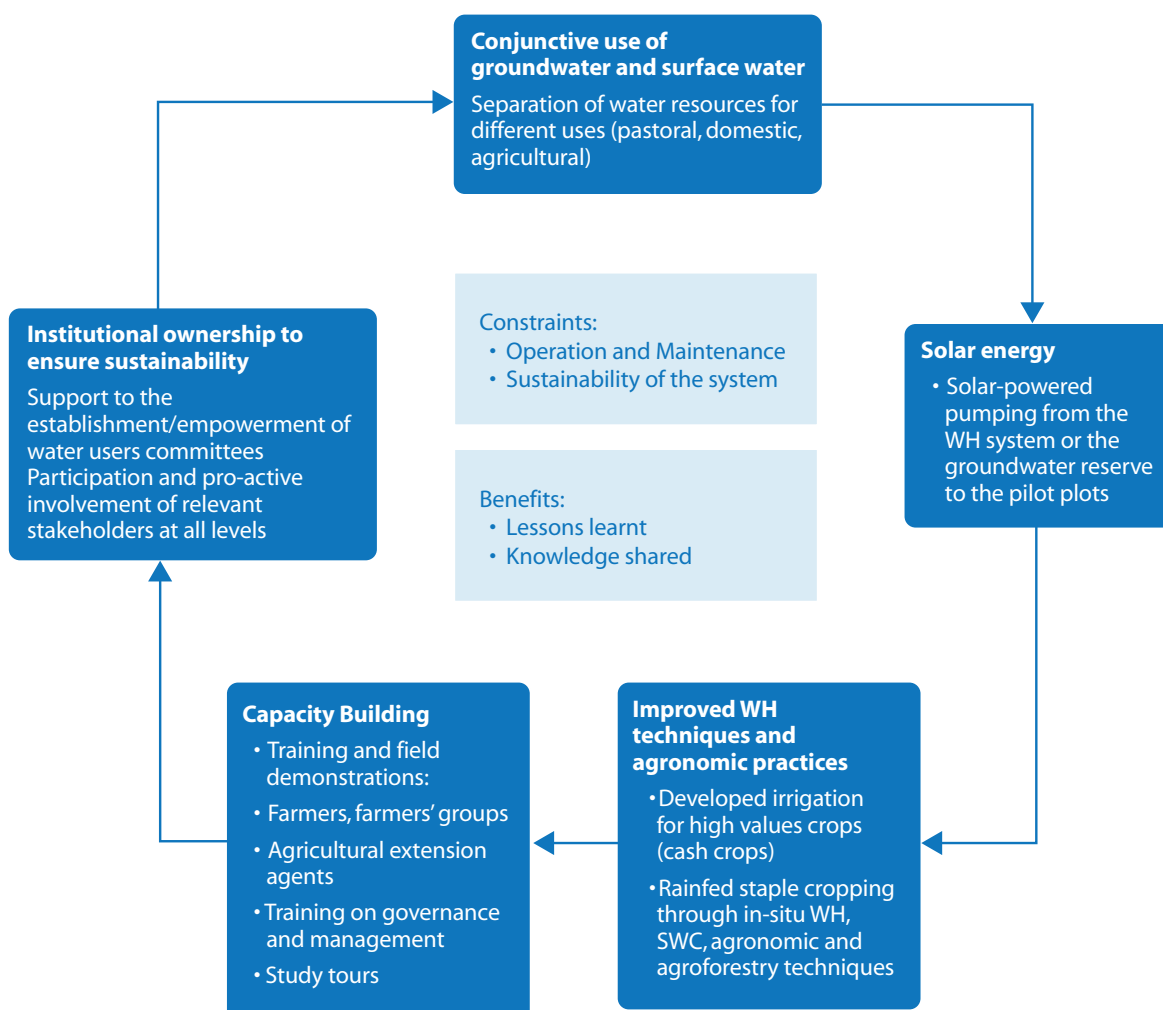 Conjunctive use of
groundwater and surface water
Separation of water resources for
different uses (pastoral, domestic,
agricultural)
Institutional ownership to
ensure sustainability
Support to the
establishment/empowerment of
water users committees
Participation and pro-active
involvement of relevant
stakeholders at all levels
Constraints:
• Operation and Maintenance
• Sustainability of the system
Benefits:
• Lessons learnt
• Knowledge shared
Solar energy
• Solar-powered
pumping from the
WH system or the
groundwater reserve
to the pilot plots
Capacity Building
• Training and field
demonstrations:
• Farmers, farmers’ groups
• Agricultural extension
agents
• Training on governance
and management
• Study tours
Improved WH
techniques and
agronomic practices
• Developed irrigation
for high values crops
(cash crops)
• Rainfed staple cropping
through in-situ WH,
SWC, agronomic and
agroforestry techniques